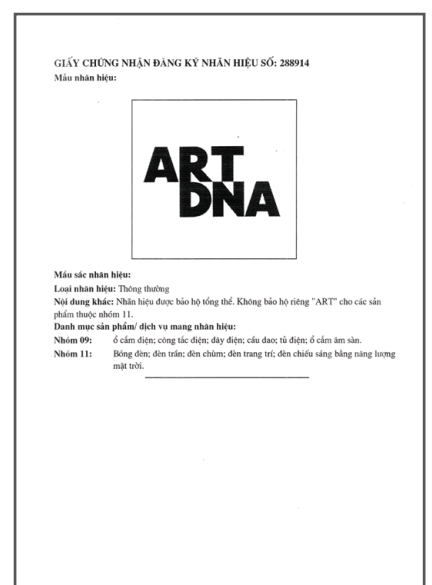 GIẤY CHỨNG NHẬN ĐĂNG KÝ NHÃN HIỆU SỐ: 288914
Mẫu nhãn hiệu:
ART
DNA
Mầu sắc nhãn hiệu:
Loại nhãn hiệu: Thông thường
Nội dung khác: Nhãn hiệu được bảo hộ tổng thể. Không bảo hộ riêng "ART" cho các sản
phẩm thuộc nhóm 11.
Danh mục sản phẩm/ dịch vụ mang nhãn hiệu:
Nhóm 09: ổ cắm điện; công tắc điện; dây điện; cầu dao; tủ điện; ổ cắm âm sàn.
Nhóm 11: Bóng đèn; đèn trần; đèn chùm; đèn trang trí; đèn chiếu sáng bằng năng lượng
mặt trời.